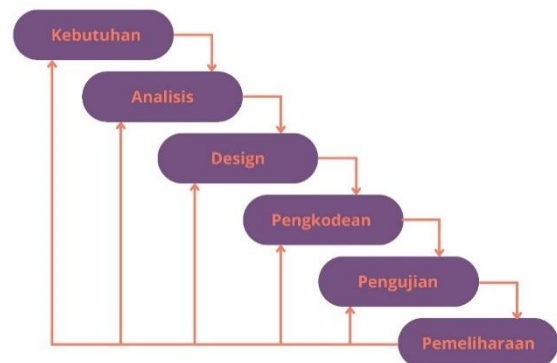 Kebutuhan
Analisis
Design
Pengkodean
Pengujian
Pemeliharaan